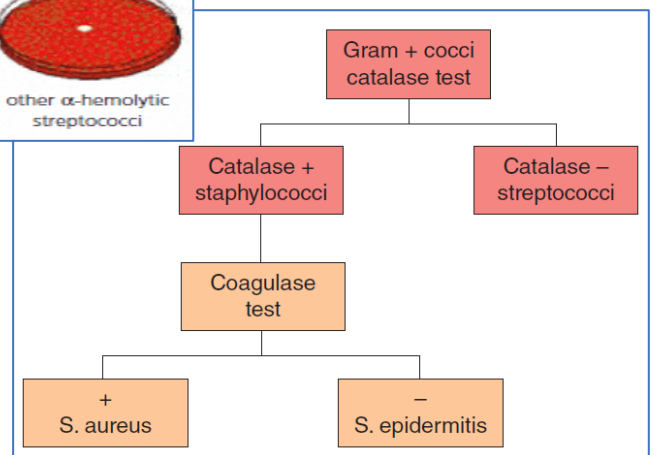 other α-hemolytic
streptococci
Gram + cocci
catalase test
Catalase +
staphylococci
Catalase –
streptococci
Coagulase
test
+
S. aureus
–
S. epidermitis